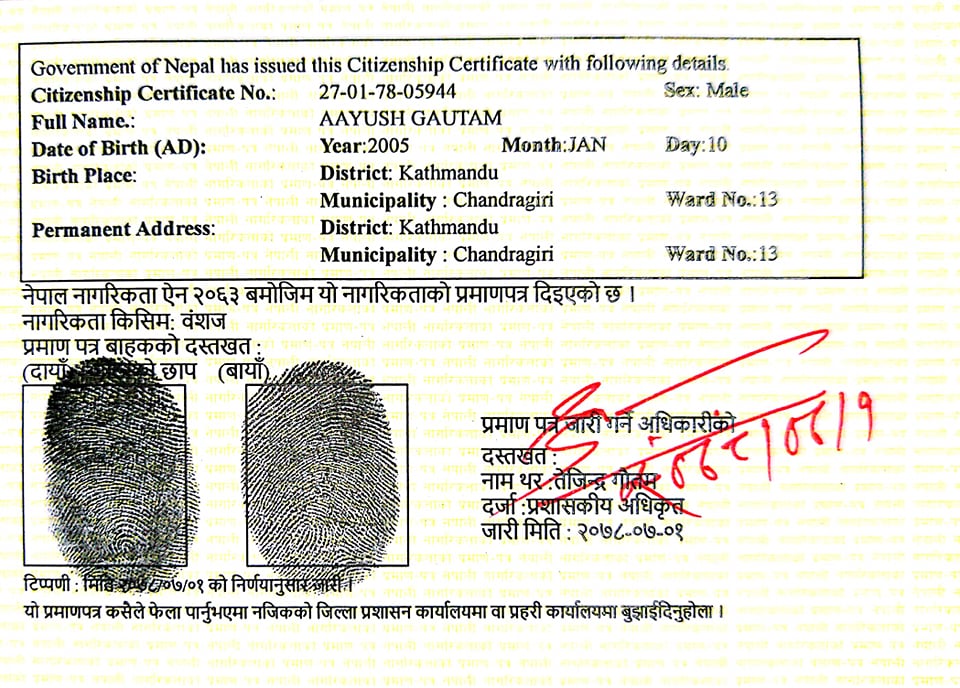 Government of Nepal has issued this Citizenship Certificate with following details.
Citizenship Certificate No.: 27-01-78-05944 Sex: Male
Full Name.: AAYUSH GAUTAM
Date of Birth (AD): Year:2005 Month:JAN Day:10
Birth Place: District: Kathmandu
Municipality : Chandragiri Ward No.:13
Permanent Address: District: Kathmandu
Municipality : Chandragiri Ward No.:13
नेपाल नागरिकता ऐन २०६३ बमोजिम यो नागरिकताको प्रमाणपत्र दिइएको छ ।
नागरिकता किसिम: वंशज
प्रमाण पत्र बाहकको दस्तखत :
(दायाँ) छाप (बायाँ)
प्रमाण पत्र जारी गर्ने अधिकारीको
दस्तखत :
नाम थर :तेजिन्द्र गौतम
दर्जा :प्रशासकीय अधिकृत
जारी मिति : २०७८-०७-०१
टिप्पणी : मिति २०७८/०७/०१ को निर्णयानुसार जारी ।
यो प्रमाणपत्र कसैले फेला पार्नुभएमा नजिकको जिल्ला प्रशासन कार्यालयमा वा प्रहरी कार्यालयमा बुझाईदिनुहोला ।